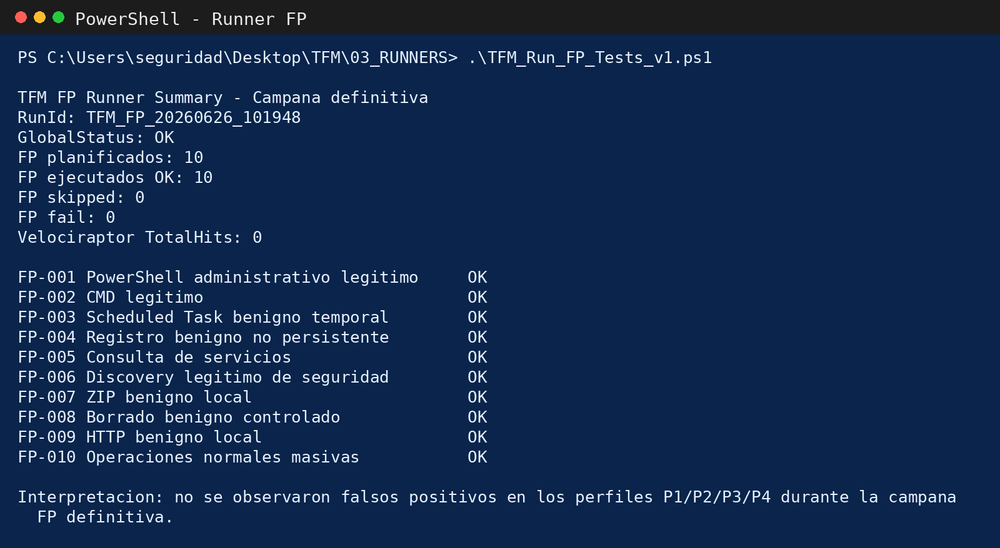 PowerShell - Runner FP
PS C:\Users\seguridad\Desktop\TFM\03_RUNNERS> .\TFM_Run_FP_Tests_v1.ps1
TFM FP Runner Summary - Campana definitiva
RunId: TFM_FP_20260626_101948
GlobalStatus: OK
FP planificados: 10
FP ejecutados OK: 10
FP skipped: 0
FP fail: 0
Velociraptor TotalHits: 0
FP-001 PowerShell administrativo legitimo     OK
FP-002 CMD legitimo                           OK
FP-003 Scheduled Task benigno temporal        OK
FP-004 Registro benigno no persistente        OK
FP-005 Consulta de servicios                  OK
FP-006 Discovery legitimo de seguridad        OK
FP-007 ZIP benigno local                      OK
FP-008 Borrado benigno controlado             OK
FP-009 HTTP benigno local                     OK
FP-010 Operaciones normales masivas           OK
Interpretacion: no se observaron falsos positivos en los perfiles P1/P2/P3/P4 durante la campana
FP definitiva.